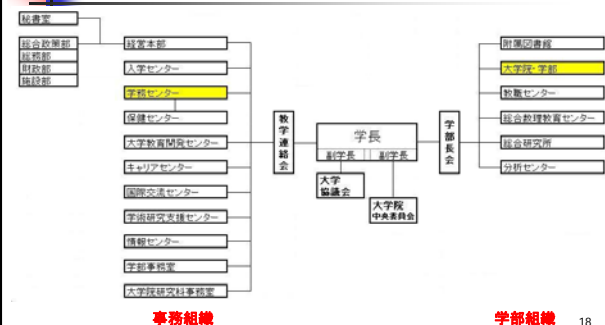 秘書室
総合政策部
総務部
財政部
施設部
経営本部
入学センター
学務センター
保健センター
大学教育開発センター
キャリアセンター
国際交流センター
学術研究支援センター
情報センター
学部事務室
大学院研究科事務室
教学連絡会
学長
副学長
副学長
大学
協議会
大学院
中央委員会
学部長会
附属図書館
大学院・学部
教職センター
総合数理教育センター
総合研究所
分析センター
事務組織
学部組織
18